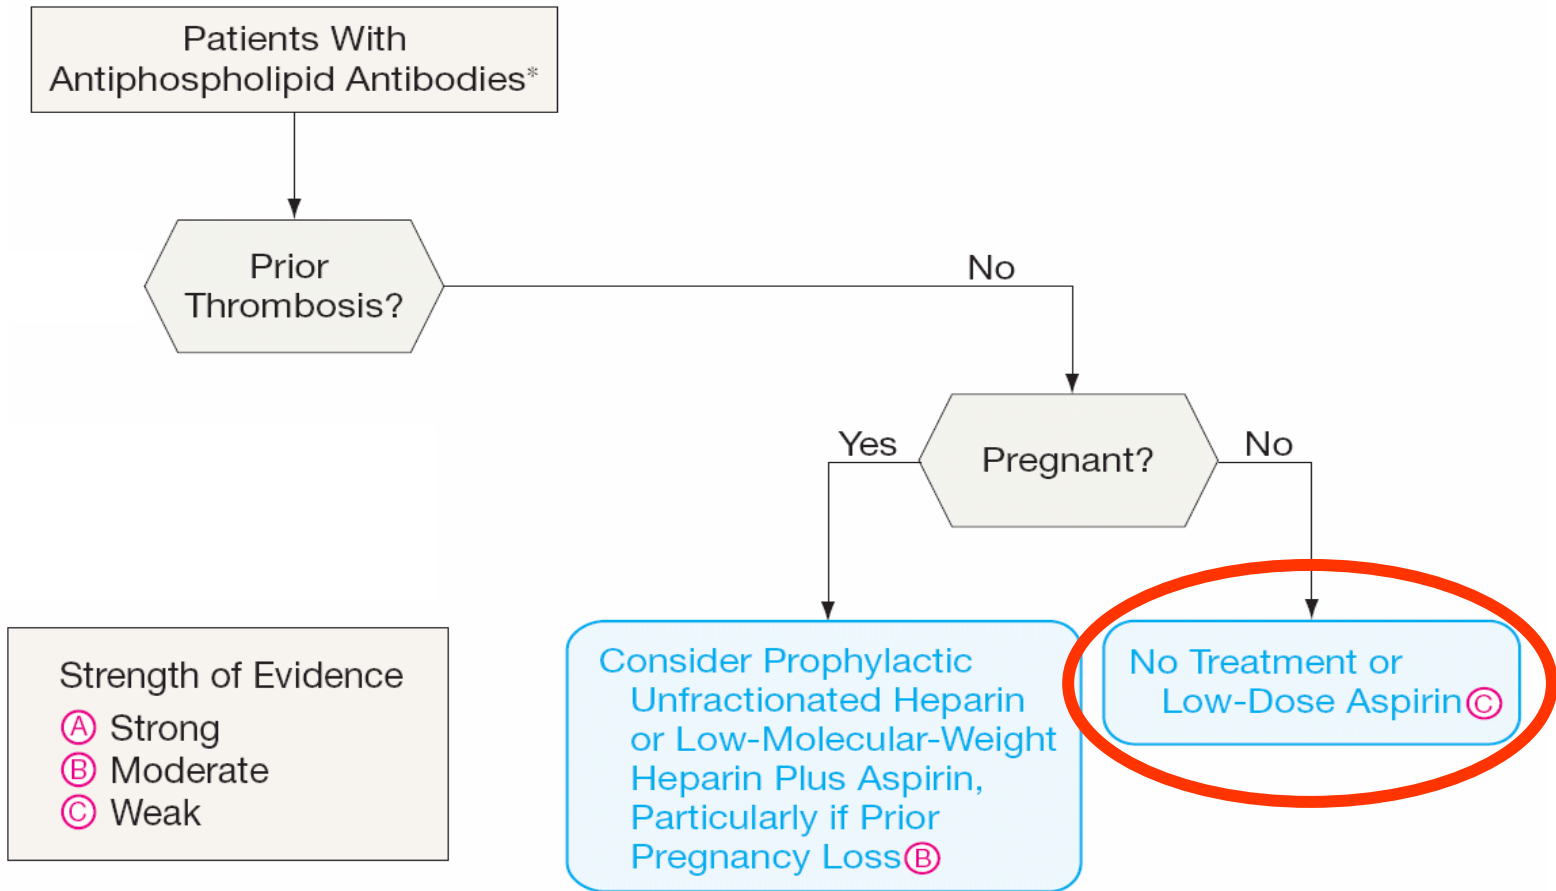 Patients With
Antiphospholipid Antibodies*
Prior
Thrombosis?
No
Yes
Pregnant?
No
Consider Prophylactic
Unfractionated Heparin
or Low-Molecular-Weight
Heparin Plus Aspirin,
Particularly if Prior
Pregnancy Loss Ⓑ
No Treatment or
Low-Dose Aspirin Ⓒ
Strength of Evidence
Ⓐ Strong
Ⓑ Moderate
Ⓒ Weak